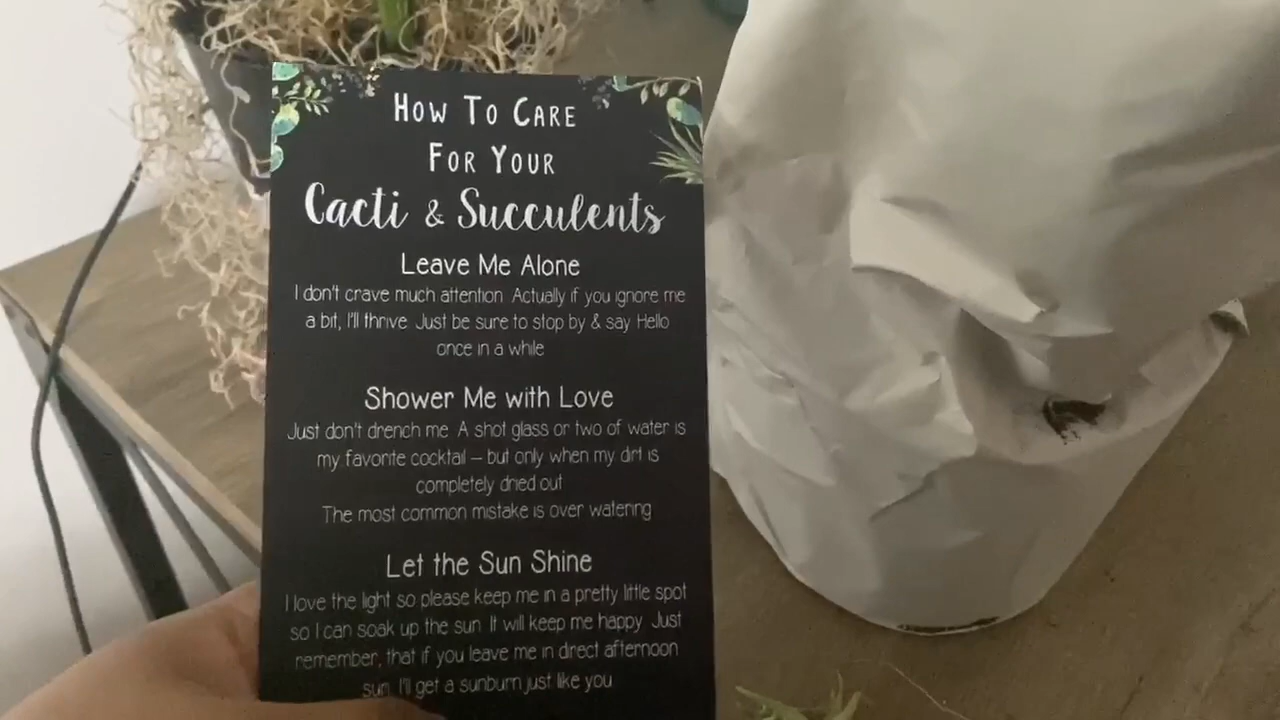 How To Care
For Your
Cacti & Succulents
Leave Me Alone
I don't crave much attention. Actually if you ignore me
a bit, I'll thrive. Just be sure to stop by & say Hello
once in a while
Shower Me with Love
Just don't drench me. A shot glass or two of water is
my favorite cocktail – but only when my dirt is
completely dried out
The most common mistake is over watering
Let the Sun Shine
I love the light so please keep me in a pretty little spot
so I can soak up the sun. It will keep me happy. Just
remember, that if you leave me in direct afternoon
sun, I'll get a sunburn just like you